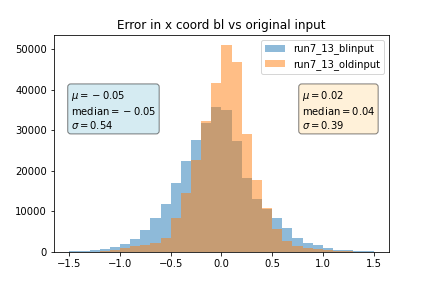 Error in x coord bl vs original input
50000
40000
30000
20000
10000
0
run7_13_blinput
run7_13_oldinput
μ = −0.05
median = −0.05
σ = 0.54
μ = 0.02
median = 0.04
σ = 0.39
−1.5 −1.0 −0.5 0.0 0.5 1.0 1.5